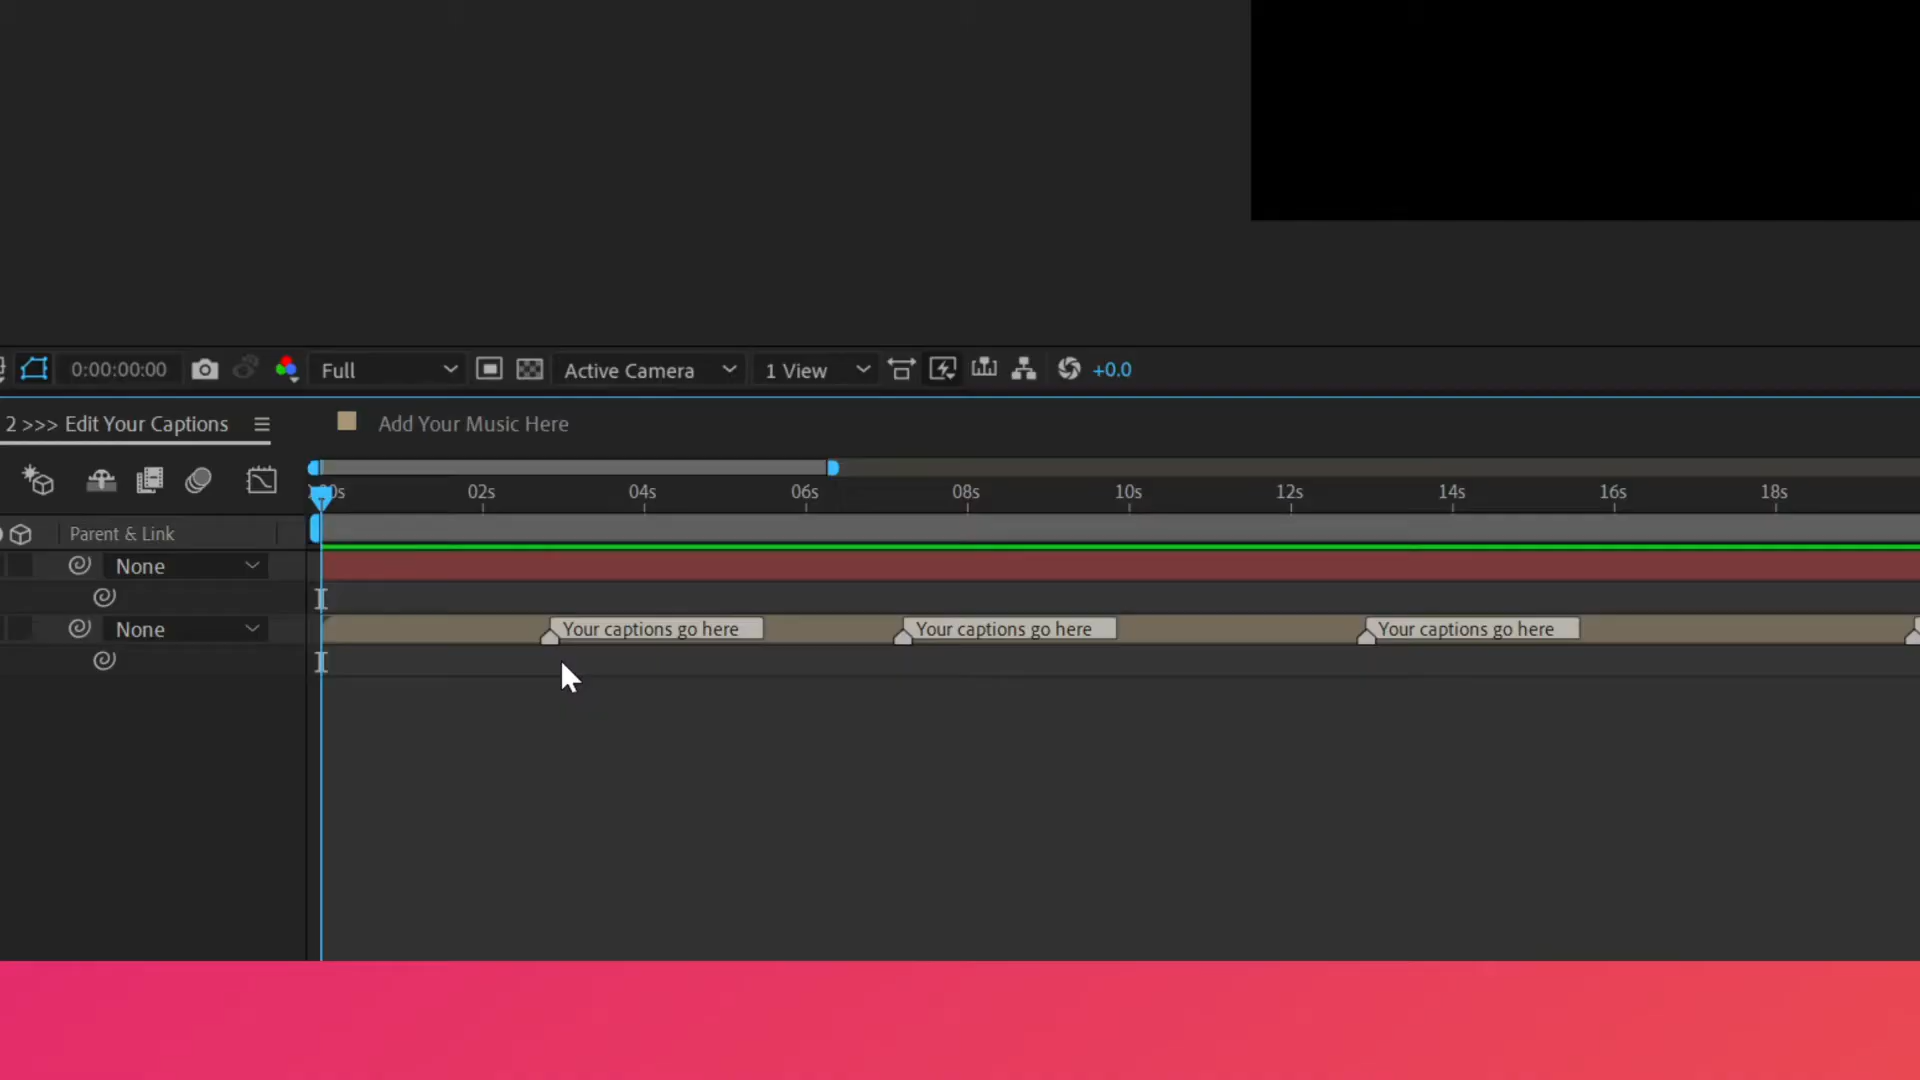 0:00:00:00 Full Active Camera 1 View +0.0
2 >>> Edit Your Captions Add Your Music Here
02s 04s 06s 08s 10s 12s 14s 16s 18s
Parent & Link
None
None Your captions go here Your captions go here Your captions go here